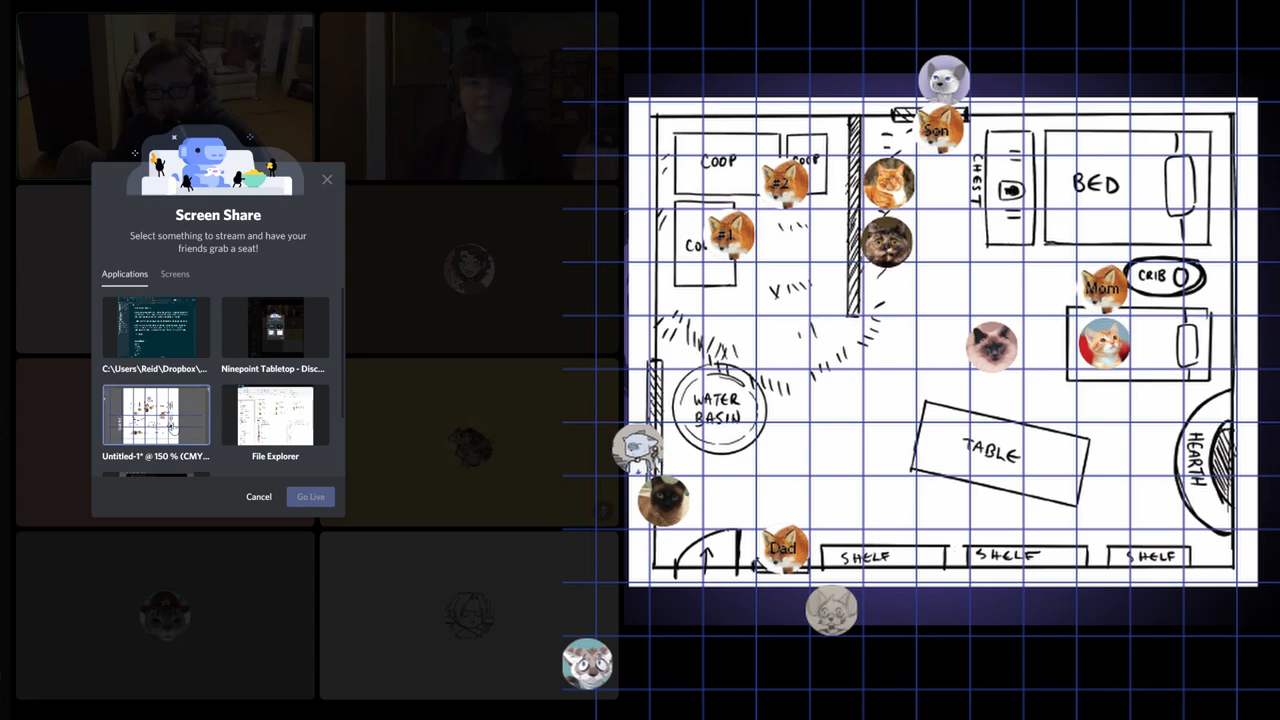 Screen Share
Select something to stream and have your
friends grab a seat!
Applications Screens
C:\Users\Reid\Dropbox\...
Ninepoint Tabletop - Disc...
Untitled-1* @ 150 % (CMY...
File Explorer
Cancel
Go Live
Son
COOP
COOP
#2
CHEST
BED
#1
Mom
CRIB
WATER
BASIN
TABLE
HEARTH
Dad
SHELF
SHELF
SHELF